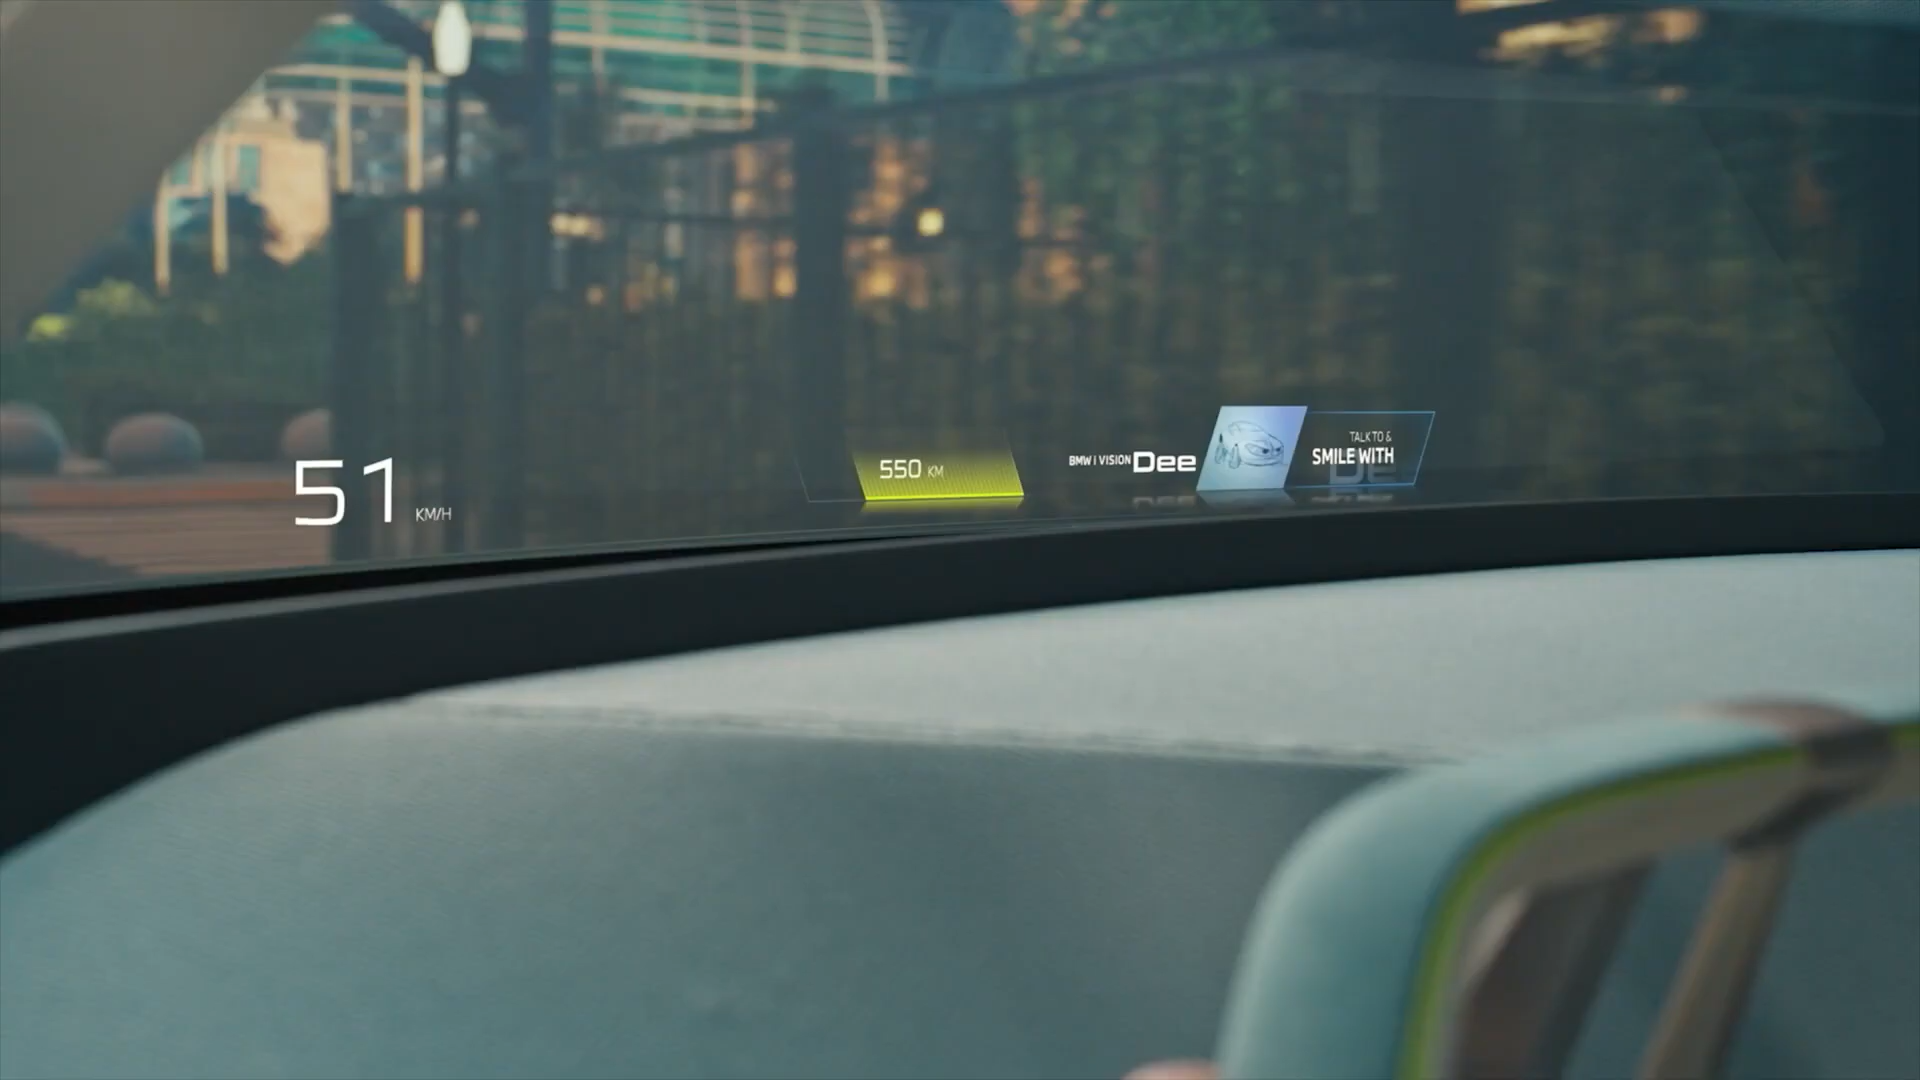 51 KM/H
550 KM
BMW i VISION Dee
TALK TO &
SMILE WITH